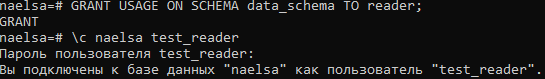 naelsa=# GRANT USAGE ON SCHEMA data_schema TO reader;
GRANT
naelsa=# \c naelsa test_reader
Пароль пользователя test_reader:
Вы подключены к базе данных "naelsa" как пользователь "test_reader".